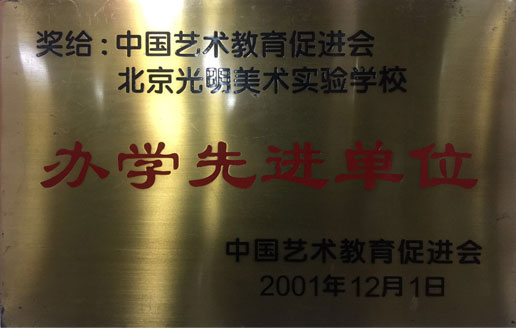 奖给：中国艺术教育促进会
北京光明美术实验学校
办学先进单位
中国艺术教育促进会
2001年12月1日